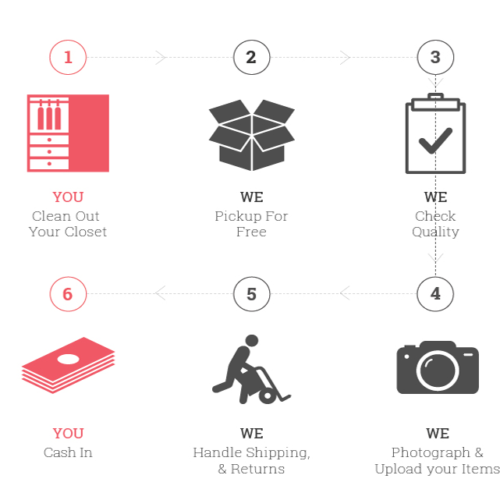 1
2
3
YOU
Clean Out
Your Closet
WE
Pickup For
Free
WE
Check
Quality
6
5
4
YOU
Cash In
WE
Handle Shipping,
& Returns
WE
Photograph &
Upload your Items